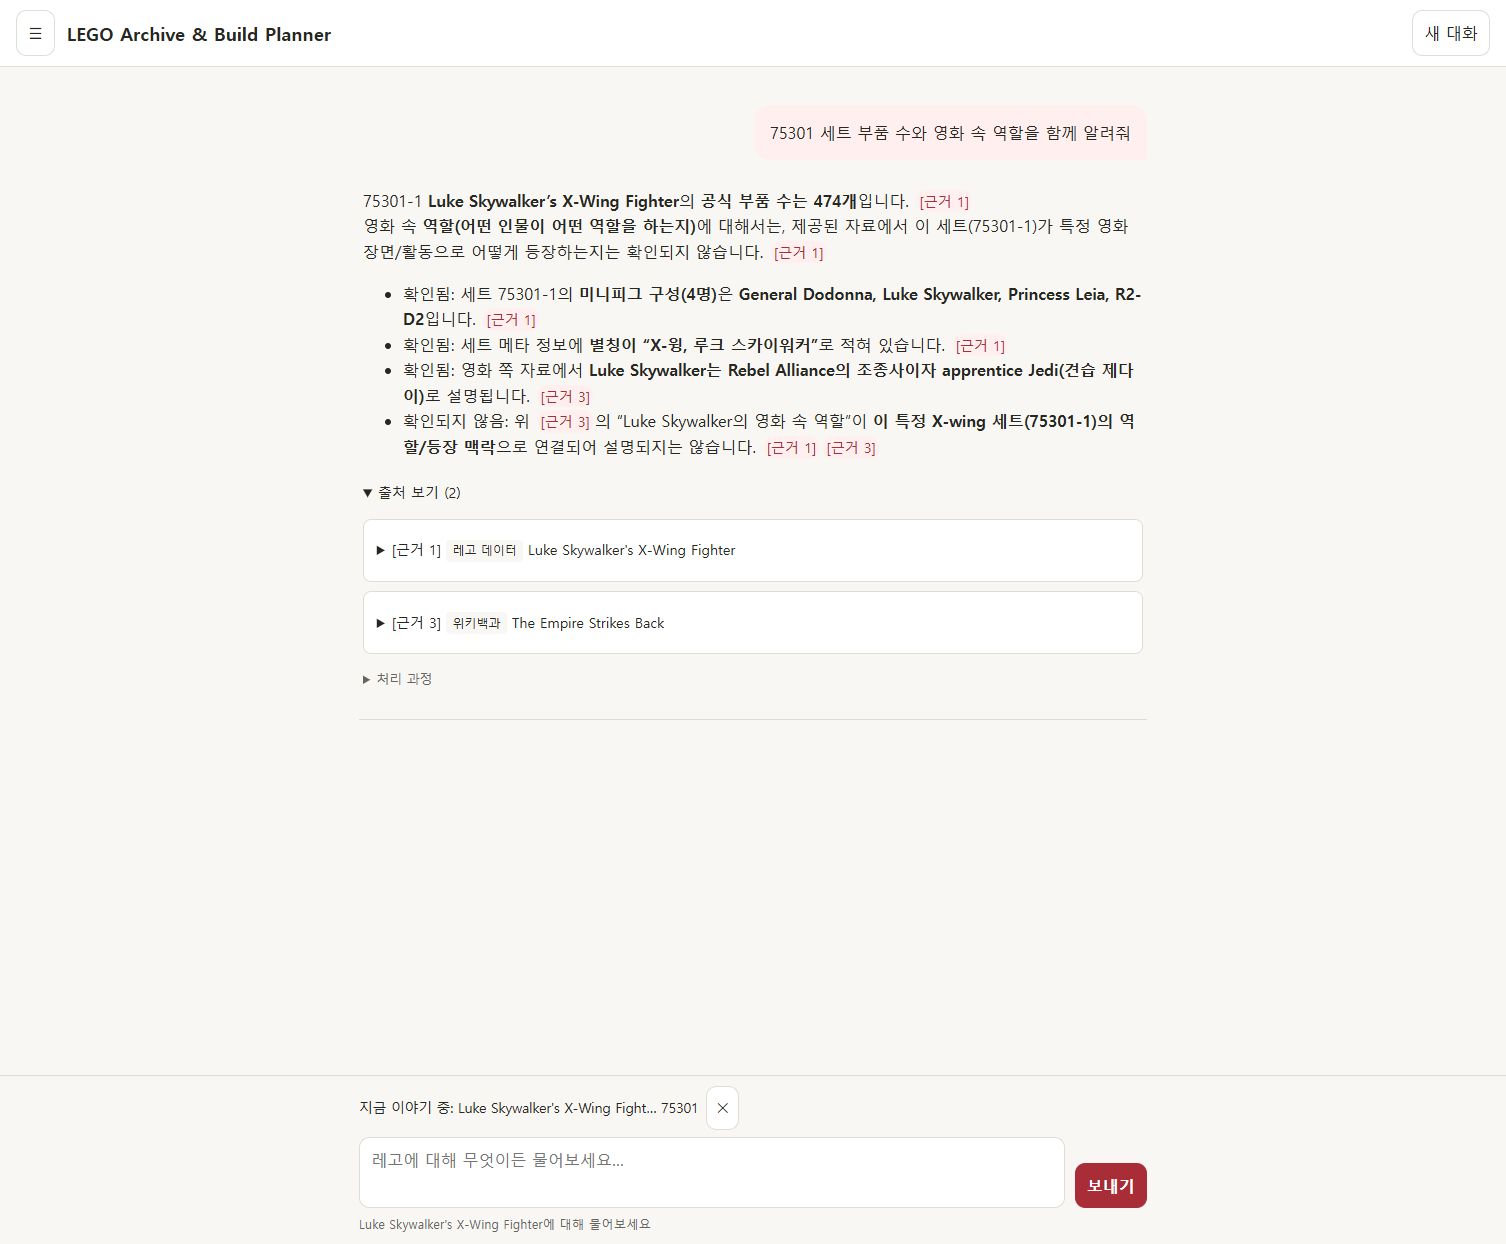 ☰ LEGO Archive & Build Planner
새 대화
75301 세트 부품 수와 영화 속 역할을 함께 알려줘
75301-1 Luke Skywalker’s X-Wing Fighter의 공식 부품 수는 474개입니다. [근거 1]
영화 속 역할(어떤 인물이 어떤 역할을 하는지)에 대해서는, 제공된 자료에서 이 세트(75301-1)가 특정 영화
장면/활동으로 어떻게 등장하는지는 확인되지 않습니다. [근거 1]
• 확인됨: 세트 75301-1의 미니피그 구성(4명)은 General Dodonna, Luke Skywalker, Princess Leia, R2-
D2입니다. [근거 1]
• 확인됨: 세트 메타 정보에 별칭이 “X-윙, 루크 스카이워커”로 적혀 있습니다. [근거 1]
• 확인됨: 영화 쪽 자료에서 Luke Skywalker는 Rebel Alliance의 조종사이자 apprentice Jedi(견습 제다
이)로 설명됩니다. [근거 3]
• 확인되지 않음: 위 [근거 3] 의 “Luke Skywalker의 영화 속 역할”이 이 특정 X-wing 세트(75301-1)의 역
할/등장 맥락으로 연결되어 설명되지는 않습니다. [근거 1] [근거 3]
▼ 출처 보기 (2)
▶ [근거 1] 레고 데이터 Luke Skywalker's X-Wing Fighter
▶ [근거 3] 위키백과 The Empire Strikes Back
▶ 처리 과정
지금 이야기 중: Luke Skywalker's X-Wing Fight... 75301 ×
레고에 대해 무엇이든 물어보세요...
보내기
Luke Skywalker's X-Wing Fighter에 대해 물어보세요